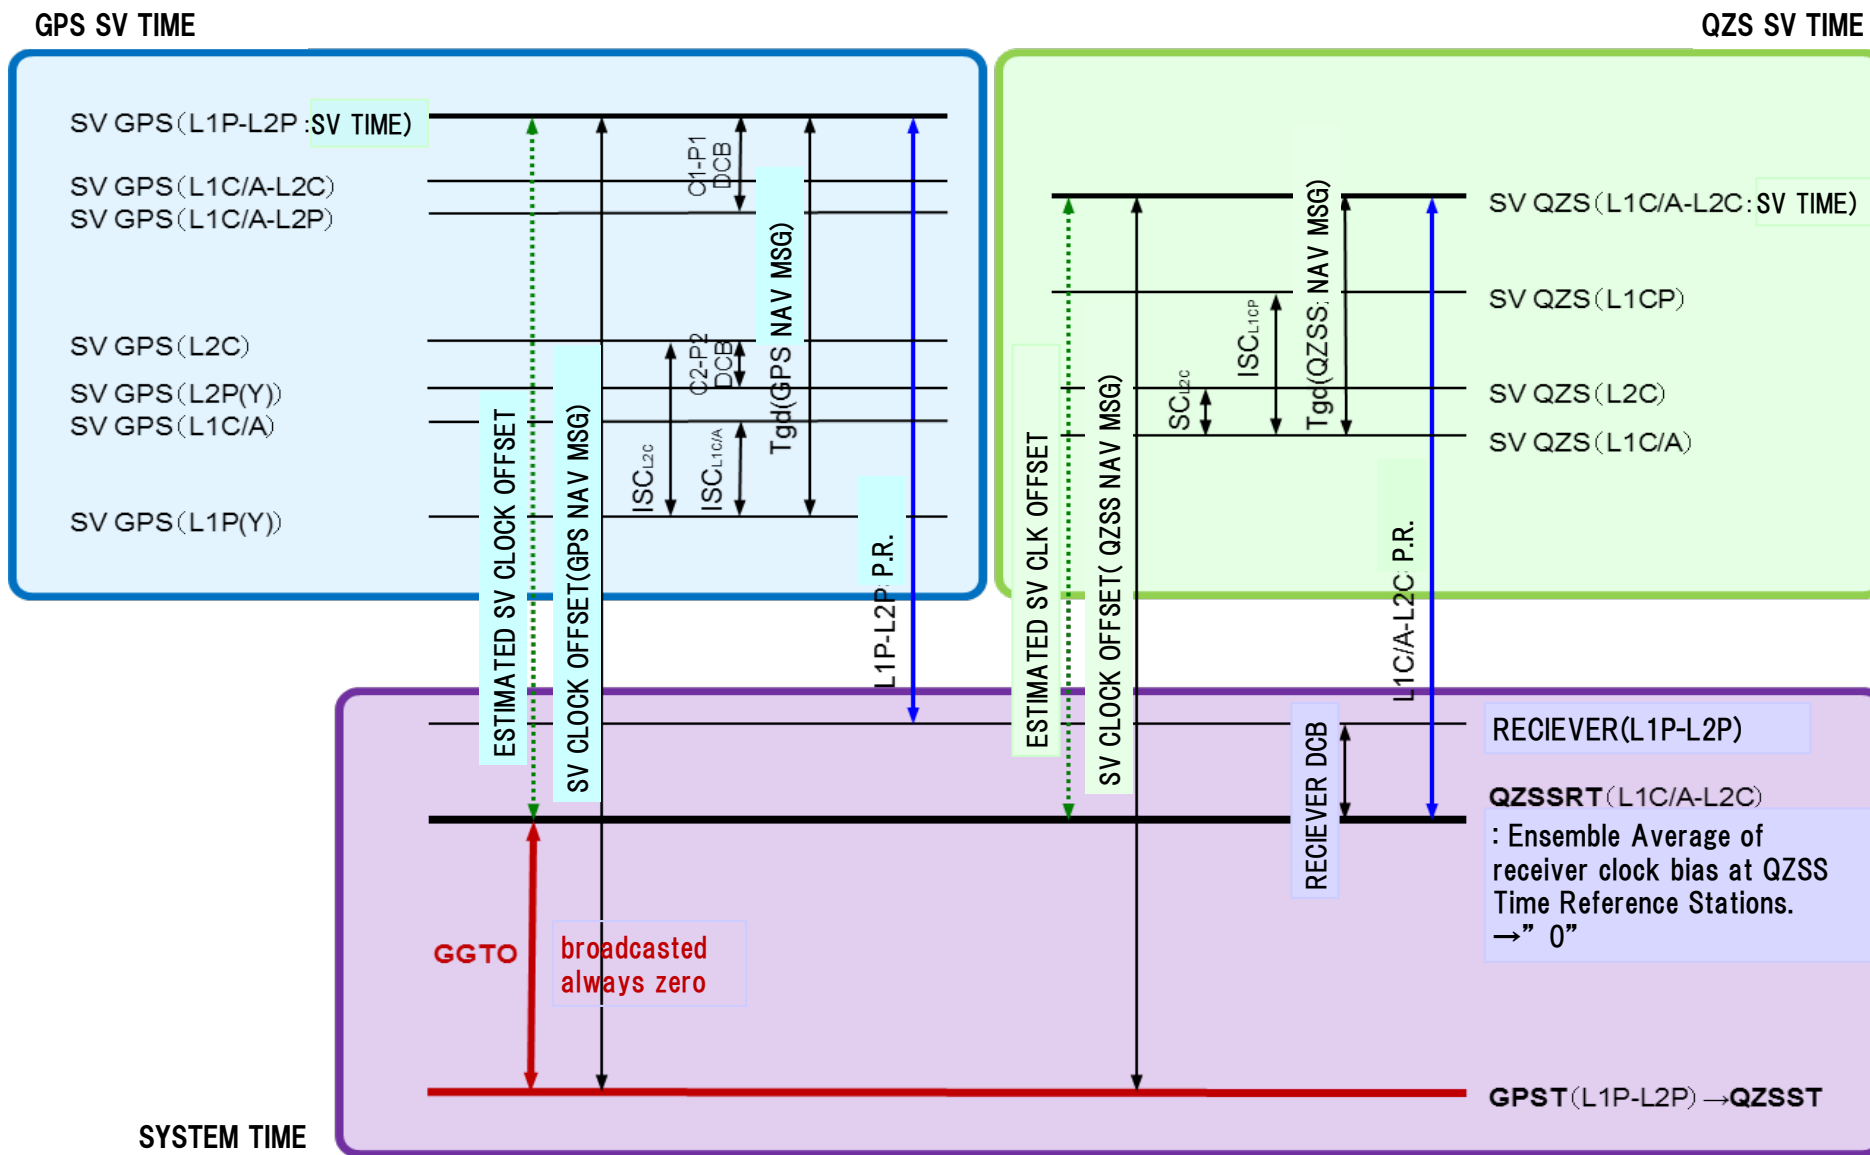 GPS SV TIME
QZS SV TIME
SV GPS(L1P-L2P :SV TIME)
SV GPS(L1C/A-L2C)
SV GPS(L1C/A-L2P)
SV GPS(L2C)
SV GPS(L2P(Y))
SV GPS(L1C/A)
SV GPS(L1P(Y))
C1-P1
DCB
C2-P2
DCB
ISCL2C
ISCL1C/A
Tgd(GPS NAV MSG)
ESTIMATED SV CLOCK OFFSET
SV CLOCK OFFSET(GPS NAV MSG)
L1P-L2P: P.R.
SV QZS(L1C/A-L2C:SV TIME)
SV QZS(L1CP)
SV QZS(L2C)
SV QZS(L1C/A)
SCL2C
ISCL1CP
Tgd(QZSS: NAV MSG)
ESTIMATED SV CLK OFFSET
SV CLOCK OFFSET( QZSS NAV MSG)
L1C/A-L2C: P.R.
RECIEVER DCB
RECIEVER(L1P-L2P)
QZSSRT(L1C/A-L2C)
: Ensemble Average of
receiver clock bias at QZSS
Time Reference Stations.
→” 0”
GGTO
broadcasted
always zero
GPST(L1P-L2P)→QZSST
SYSTEM TIME